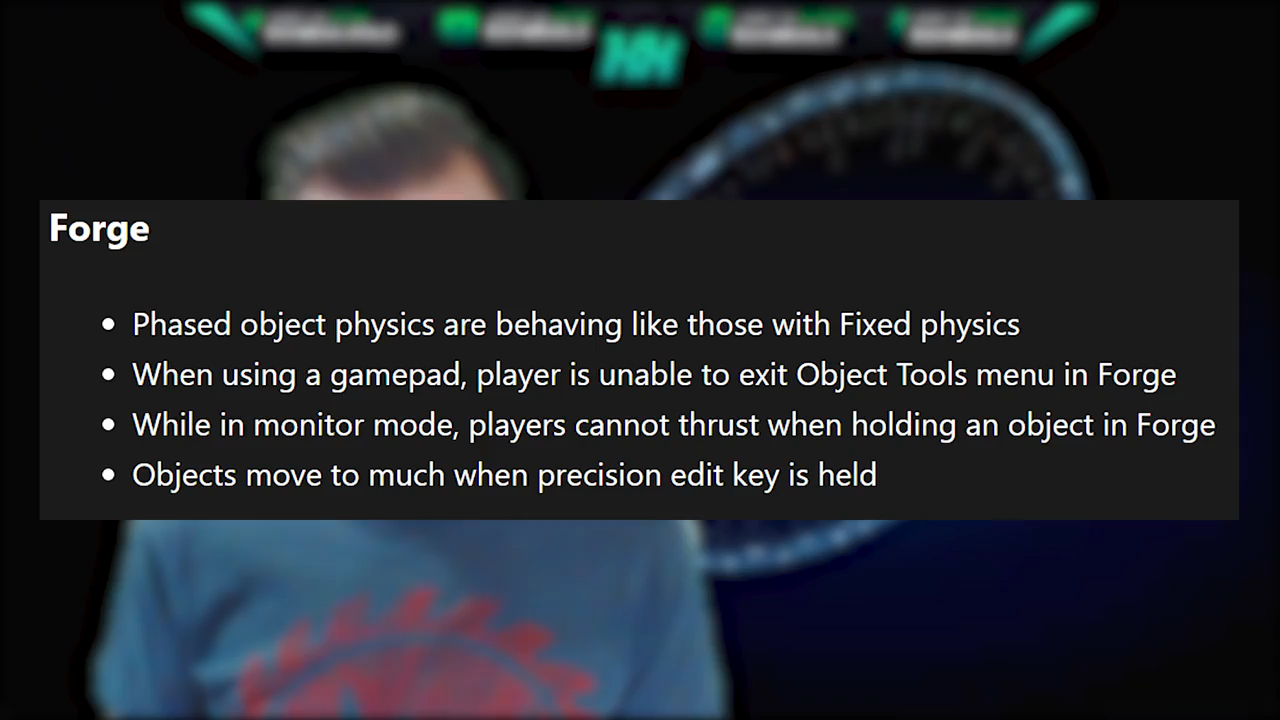 Forge
Phased object physics are behaving like those with Fixed physics
When using a gamepad, player is unable to exit Object Tools menu in Forge
While in monitor mode, players cannot thrust when holding an object in Forge
Objects move to much when precision edit key is held